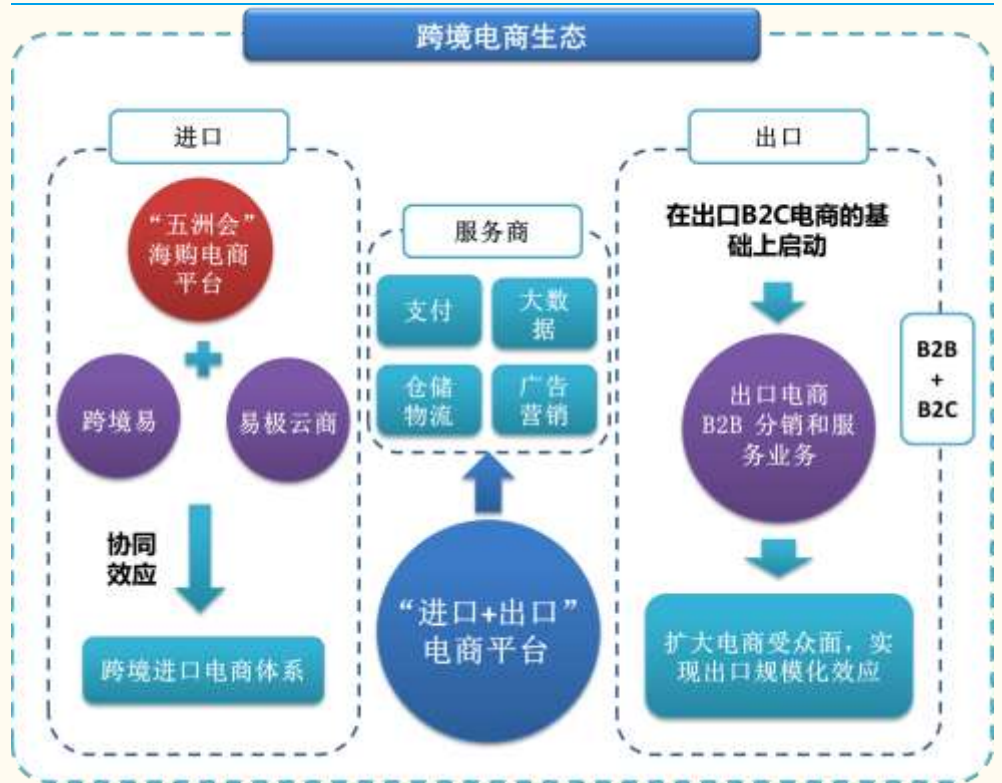 跨境电商生态
进口
“五洲会”
海购电商
平台
跨境易
易极云商
协同
效应
跨境进口电商体系
服务商
支付
大数
据
仓储
物流
广告
营销
“进口+出口”
电商平台
出口
在出口B2C电商的基
础上启动
出口电商
B2B 分销和服
务业务
扩大电商受众面，实
现出口规模化效应
B2B
+
B2C